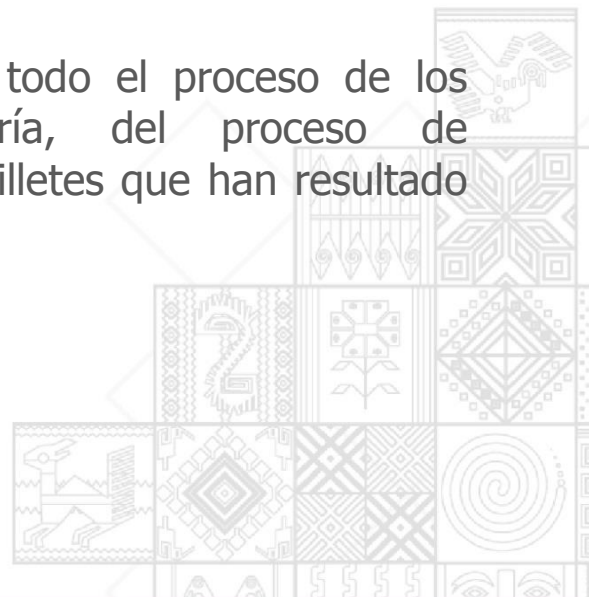 todo el proceso de los
ría, del proceso de
illetes que han resultado